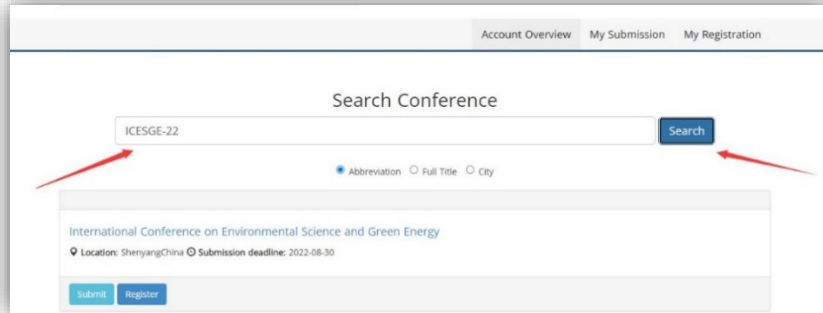 Account Overview My Submission My Registration
Search Conference
ICESGE-22 Search
Abbreviation Full Title City
International Conference on Environmental Science and Green Energy
Location: ShenyangChina Submission deadline: 2022-08-30
Submit Register